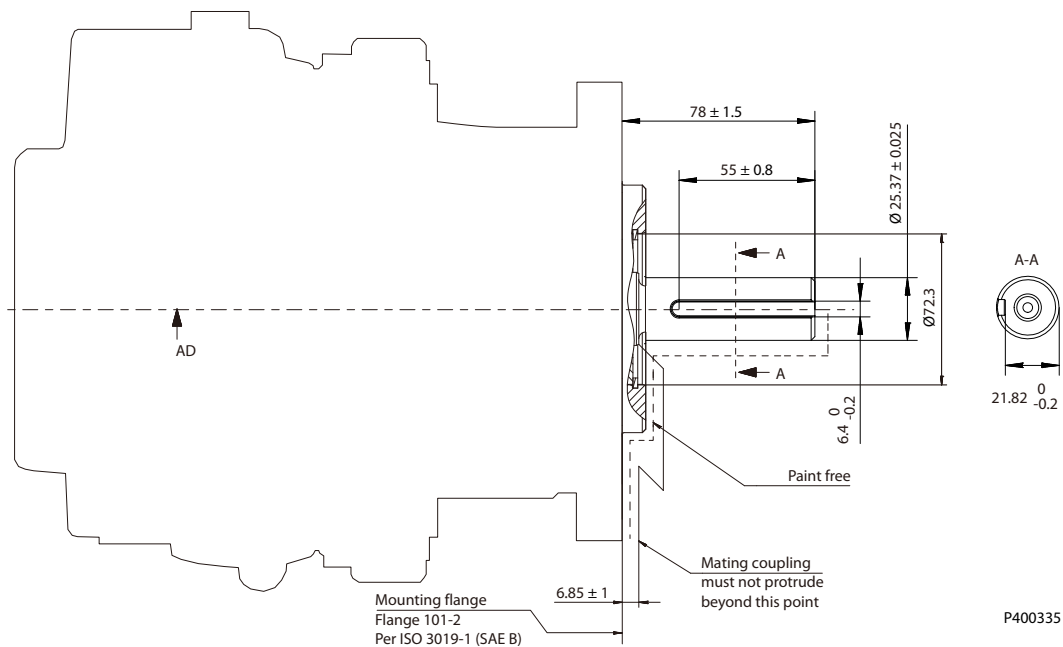 78 ± 1.5
55 ± 0.8
Ø 25.37 ± 0.025
A
A-A
Ø72.3
AD
A
0
21.82 -0.2
0
6.4 -0.2
Paint free
Mating coupling
must not protrude
beyond this point
6.85 ± 1
Mounting flange
Flange 101-2
Per ISO 3019-1 (SAE B)
P400335